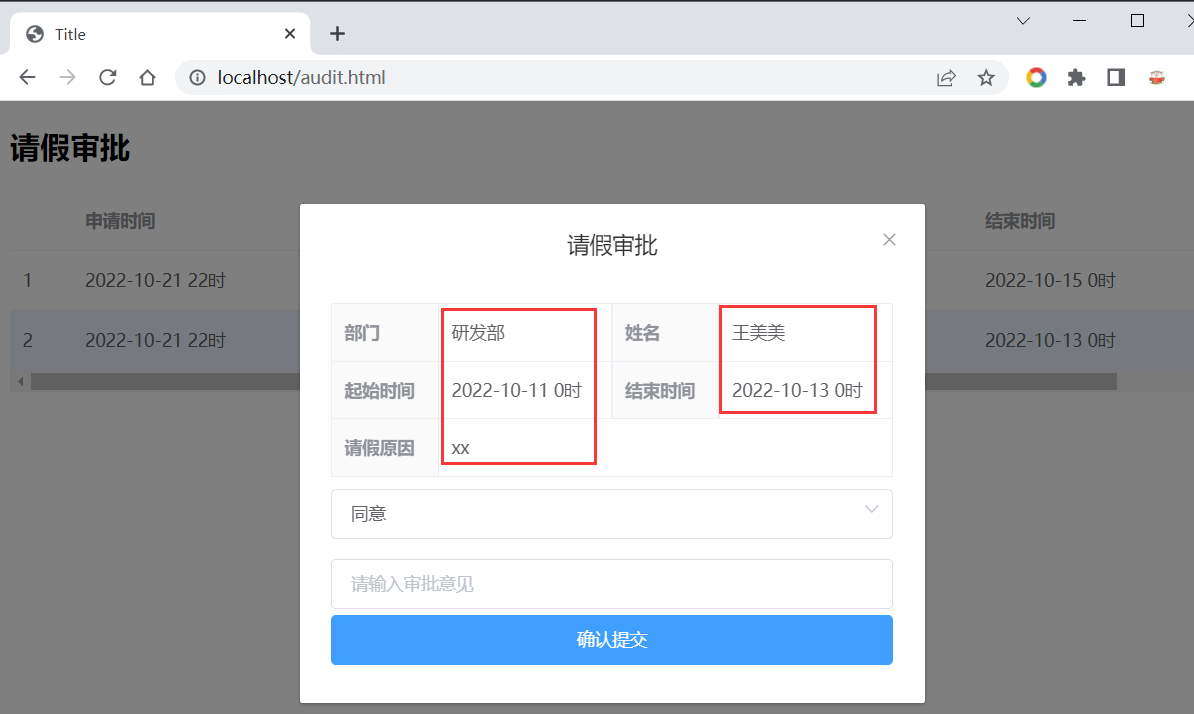 Title
localhost/audit.html
请假审批
申请时间
结束时间
1 2022-10-21 22时 2022-10-15 0时
2 2022-10-21 22时 2022-10-13 0时
请假审批
部门 研发部 姓名 王美美
起始时间 2022-10-11 0时 结束时间 2022-10-13 0时
请假原因 xx
同意
请输入审批意见
确认提交